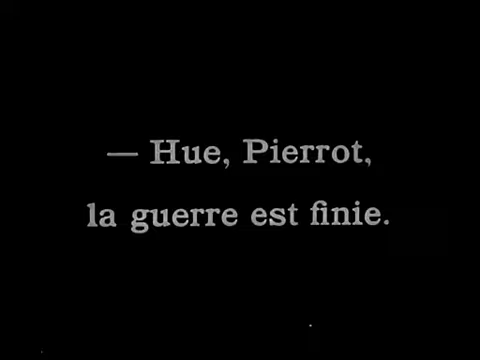 — Hue, Pierrot,
la guerre est finie.